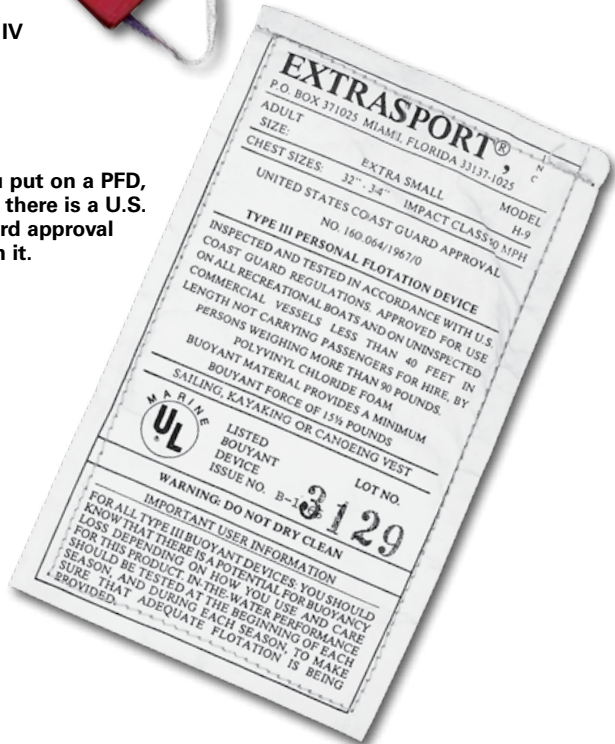 IV
u put on a PFD,
there is a U.S.
rd approval
n it.
EXTRASPORT®, INC
P.O. BOX 371025 MIAMI, FLORIDA 33137-1025
ADULT MODEL
SIZE: EXTRA SMALL H-9
CHEST SIZES: 32" - 34" IMPACT CLASS 50 MPH
UNITED STATES COAST GUARD APPROVAL
NO. 160.064/1967/0
TYPE III PERSONAL FLOTATION DEVICE
INSPECTED AND TESTED IN ACCORDANCE WITH U.S.
COAST GUARD REGULATIONS. APPROVED FOR USE
ON ALL RECREATIONAL BOATS AND ON UNINSPECTED
COMMERCIAL VESSELS LESS THAN 40 FEET IN
LENGTH NOT CARRYING PASSENGERS FOR HIRE, BY
PERSONS WEIGHING MORE THAN 90 POUNDS.
POLYVINYL CHLORIDE FOAM
BUOYANT MATERIAL PROVIDES A MINIMUM
BOUYANT FORCE OF 15½ POUNDS
SAILING, KAYAKING OR CANOEING VEST
MARINE
UL ®
LISTED
BOUYANT
DEVICE LOT NO.
ISSUE NO. B-1 3129
WARNING: DO NOT DRY CLEAN
IMPORTANT USER INFORMATION
FOR ALL TYPE III BUOYANT DEVICES: YOU SHOULD
KNOW THAT THERE IS A POTENTIAL FOR BUOYANCY
LOSS DEPENDING ON HOW YOU USE AND CARE
FOR THIS PRODUCT. IN-THE-WATER PERFORMANCE
SHOULD BE TESTED AT THE BEGINNING OF EACH
SEASON, AND DURING EACH SEASON, TO MAKE
SURE THAT ADEQUATE FLOTATION IS BEING
PROVIDED.